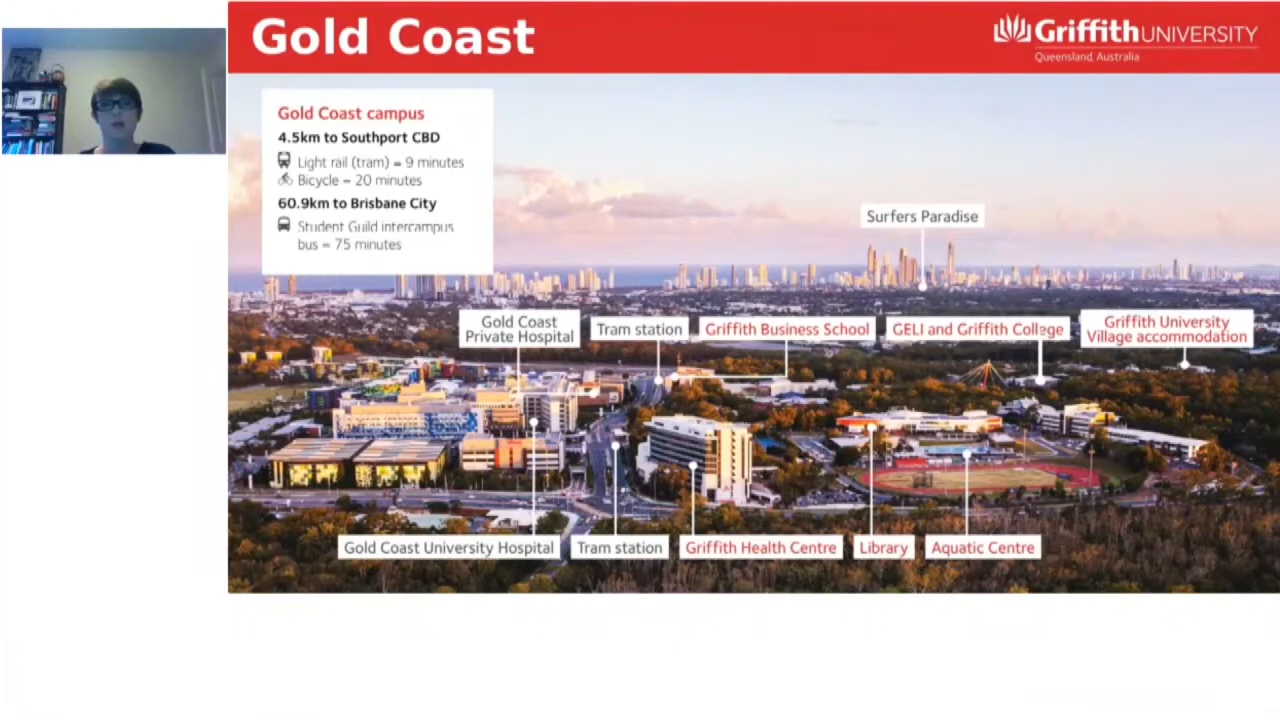 Gold Coast
Griffith UNIVERSITY
Queensland, Australia
Gold Coast campus
4.5km to Southport CBD
Light rail (tram) = 9 minutes
Bicycle = 20 minutes
60.9km to Brisbane City
Student Guild intercampus
bus = 75 minutes
Surfers Paradise
Gold Coast
Private Hospital
Tram station
Griffith Business School
GELI and Griffith College
Griffith University
Village accommodation
Gold Coast University Hospital
Tram station
Griffith Health Centre
Library
Aquatic Centre